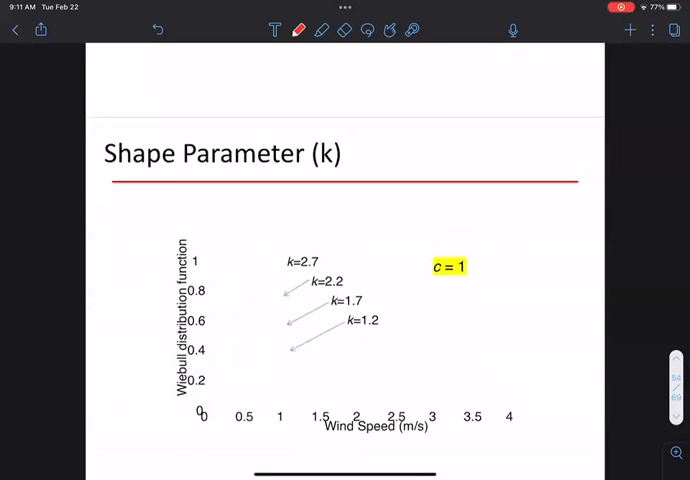 9:11 AM Tue Feb 22
77%
Shape Parameter (k)
Wiebull distribution function
1
0.8
0.6
0.4
0.2
0
k=2.7
k=2.2
k=1.7
k=1.2
c = 1
0 0.5 1 1.5 2 2.5 3 3.5 4
Wind Speed (m/s)
54
/
69